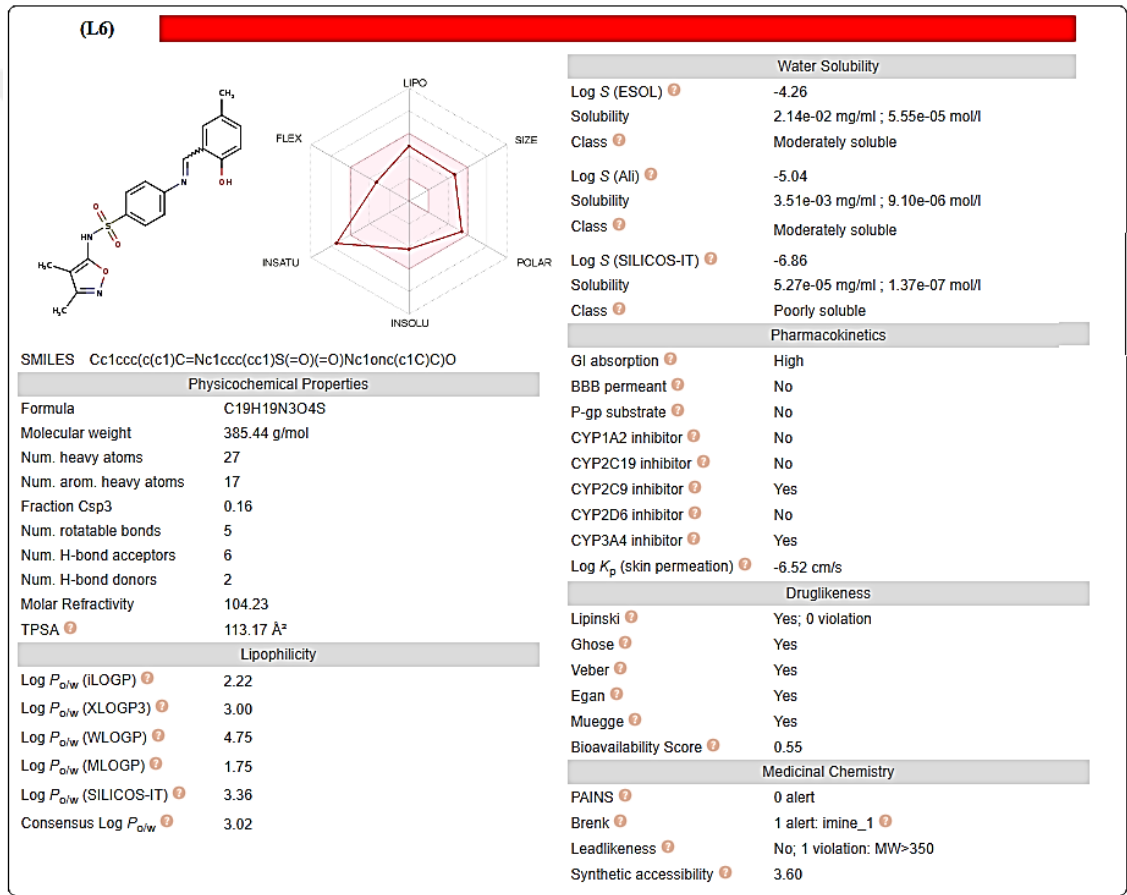 (L6)
CH₃
N
OH
O
S
O
HN
H₃C
O
N
H₃C
LIPO
FLEX
SIZE
INSATU
POLAR
INSOLU
SMILES Cc1ccc(c(c1)C=Nc1ccc(cc1)S(=O)(=O)Nc1onc(c1C)C)O
Physicochemical Properties
Formula C19H19N3O4S
Molecular weight 385.44 g/mol
Num. heavy atoms 27
Num. arom. heavy atoms 17
Fraction Csp3 0.16
Num. rotatable bonds 5
Num. H-bond acceptors 6
Num. H-bond donors 2
Molar Refractivity 104.23
TPSA ? 113.17 Å²
Lipophilicity
Log Po/w (iLOGP) ? 2.22
Log Po/w (XLOGP3) ? 3.00
Log Po/w (WLOGP) ? 4.75
Log Po/w (MLOGP) ? 1.75
Log Po/w (SILICOS-IT) ? 3.36
Consensus Log Po/w ? 3.02
Water Solubility
Log S (ESOL) ? -4.26
Solubility 2.14e-02 mg/ml ; 5.55e-05 mol/l
Class ? Moderately soluble
Log S (Ali) ? -5.04
Solubility 3.51e-03 mg/ml ; 9.10e-06 mol/l
Class ? Moderately soluble
Log S (SILICOS-IT) ? -6.86
Solubility 5.27e-05 mg/ml ; 1.37e-07 mol/l
Class ? Poorly soluble
Pharmacokinetics
GI absorption ? High
BBB permeant ? No
P-gp substrate ? No
CYP1A2 inhibitor ? No
CYP2C19 inhibitor ? No
CYP2C9 inhibitor ? Yes
CYP2D6 inhibitor ? No
CYP3A4 inhibitor ? Yes
Log Kp (skin permeation) ? -6.52 cm/s
Druglikeness
Lipinski ? Yes; 0 violation
Ghose ? Yes
Veber ? Yes
Egan ? Yes
Muegge ? Yes
Bioavailability Score ? 0.55
Medicinal Chemistry
PAINS ? 0 alert
Brenk ? 1 alert: imine_1 ?
Leadlikeness ? No; 1 violation: MW>350
Synthetic accessibility ? 3.60